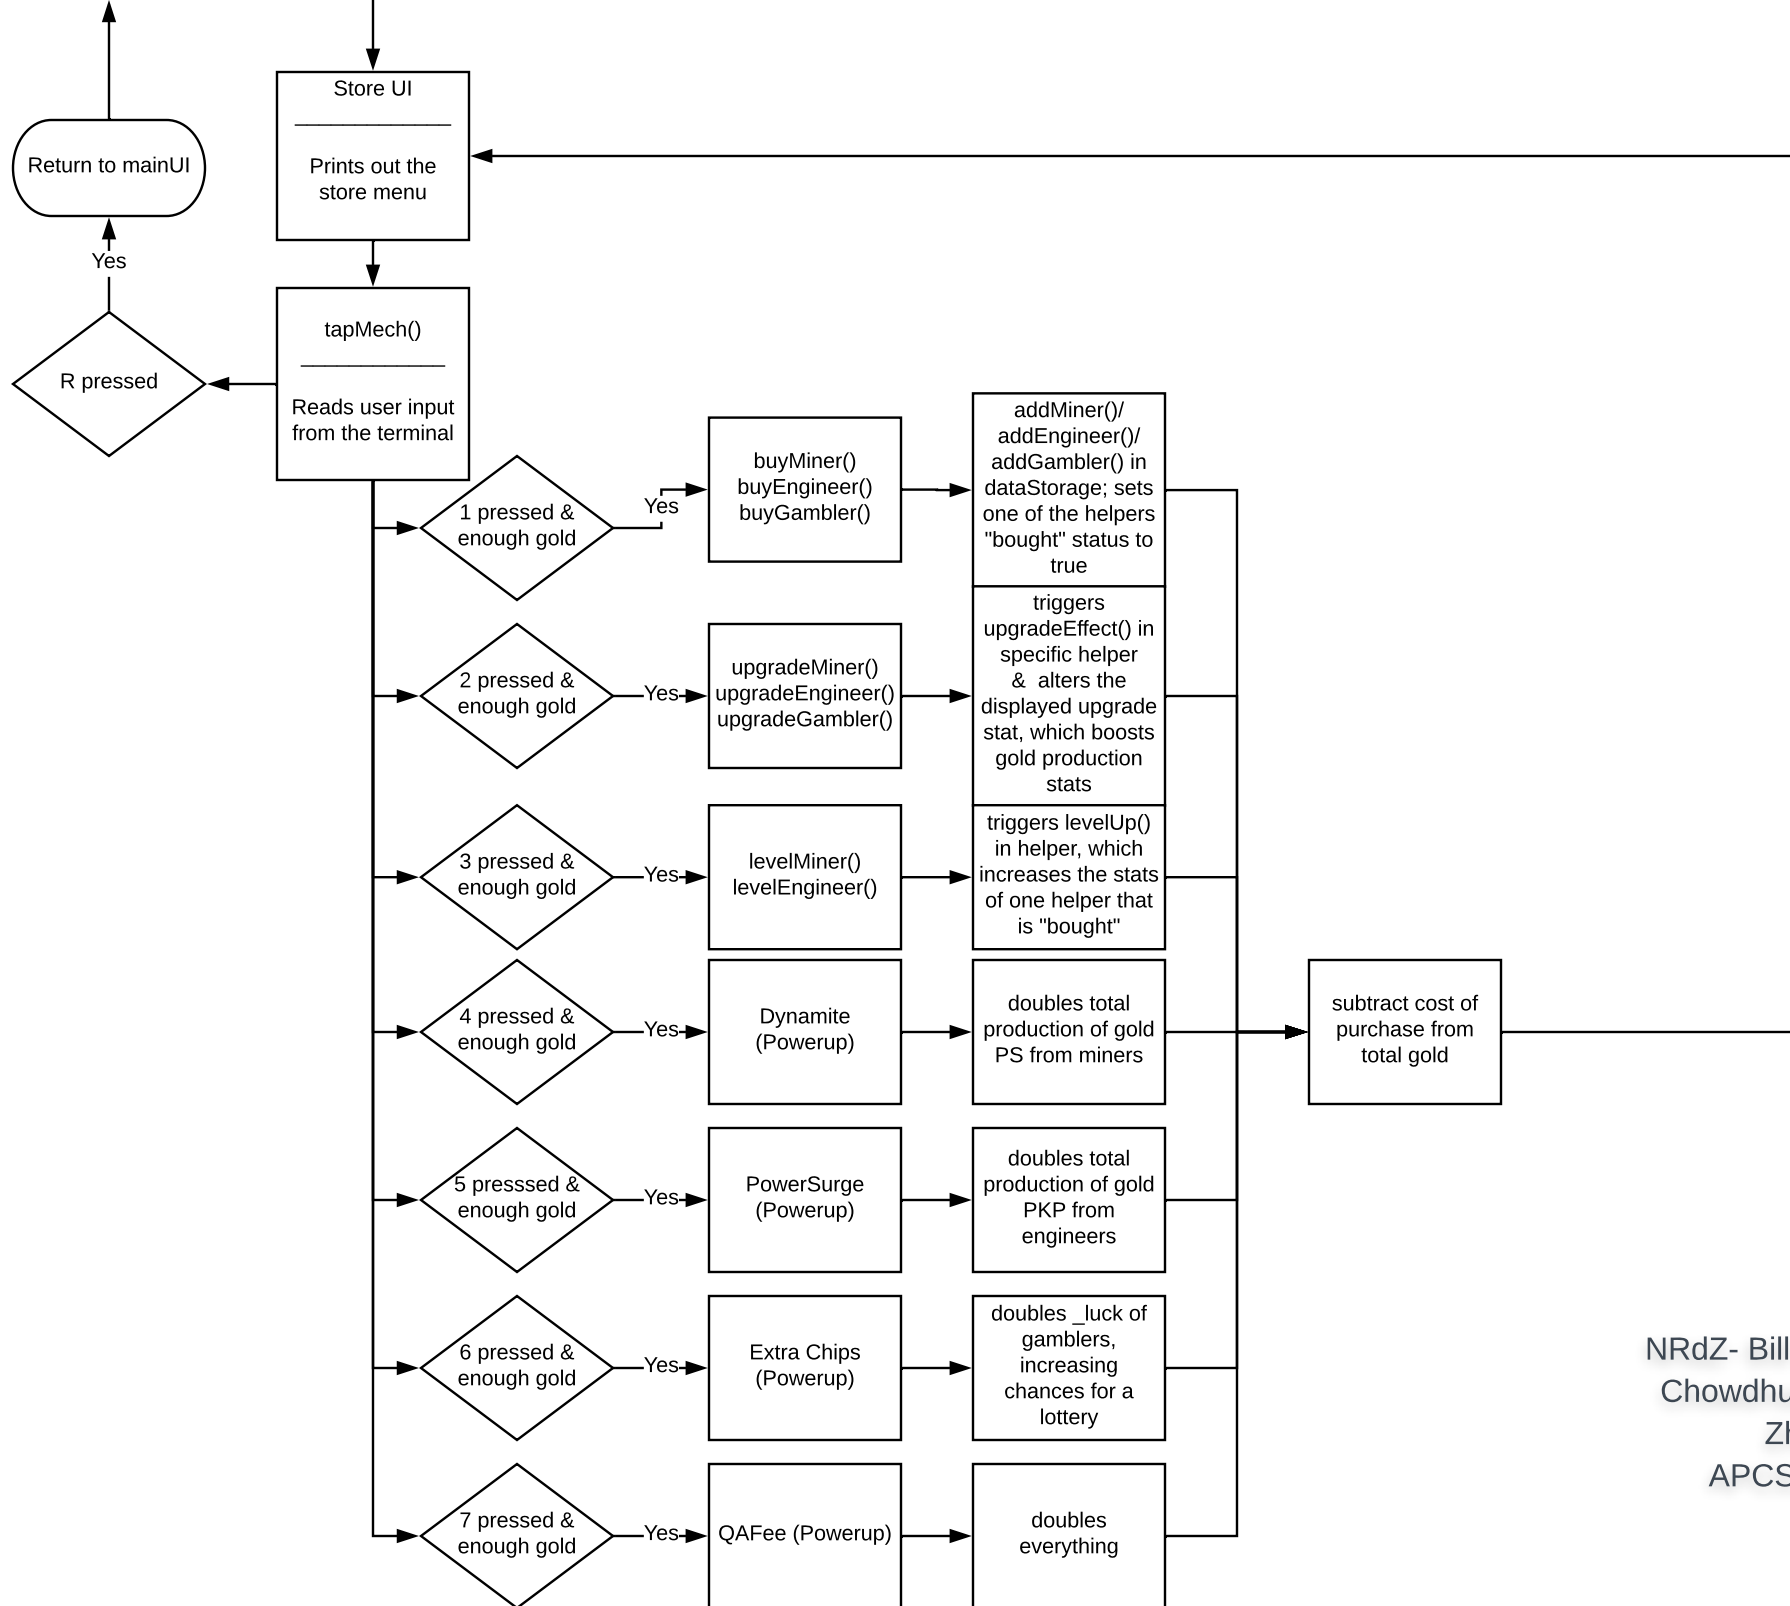 Store UI
Prints out the
store menu
Return to mainUI
Yes
R pressed
tapMech()
Reads user input
from the terminal
1 pressed &
enough gold
Yes
buyMiner()
buyEngineer()
buyGambler()
addMiner()/
addEngineer()/
addGambler() in
dataStorage; sets
one of the helpers
"bought" status to
true
2 pressed &
enough gold
Yes
upgradeMiner()
upgradeEngineer()
upgradeGambler()
triggers
upgradeEffect() in
specific helper
& alters the
displayed upgrade
stat, which boosts
gold production
stats
3 pressed &
enough gold
Yes
levelMiner()
levelEngineer()
triggers levelUp()
in helper, which
increases the stats
of one helper that
is "bought"
4 pressed &
enough gold
Yes
Dynamite
(Powerup)
doubles total
production of gold
PS from miners
subtract cost of
purchase from
total gold
5 presssed &
enough gold
Yes
PowerSurge
(Powerup)
doubles total
production of gold
PKP from
engineers
6 pressed &
enough gold
Yes
Extra Chips
(Powerup)
doubles _luck of
gamblers,
increasing
chances for a
lottery
7 pressed &
enough gold
Yes
QAFee (Powerup)
doubles
everything
NRdZ- Bill
Chowdhu
Zh
APCS